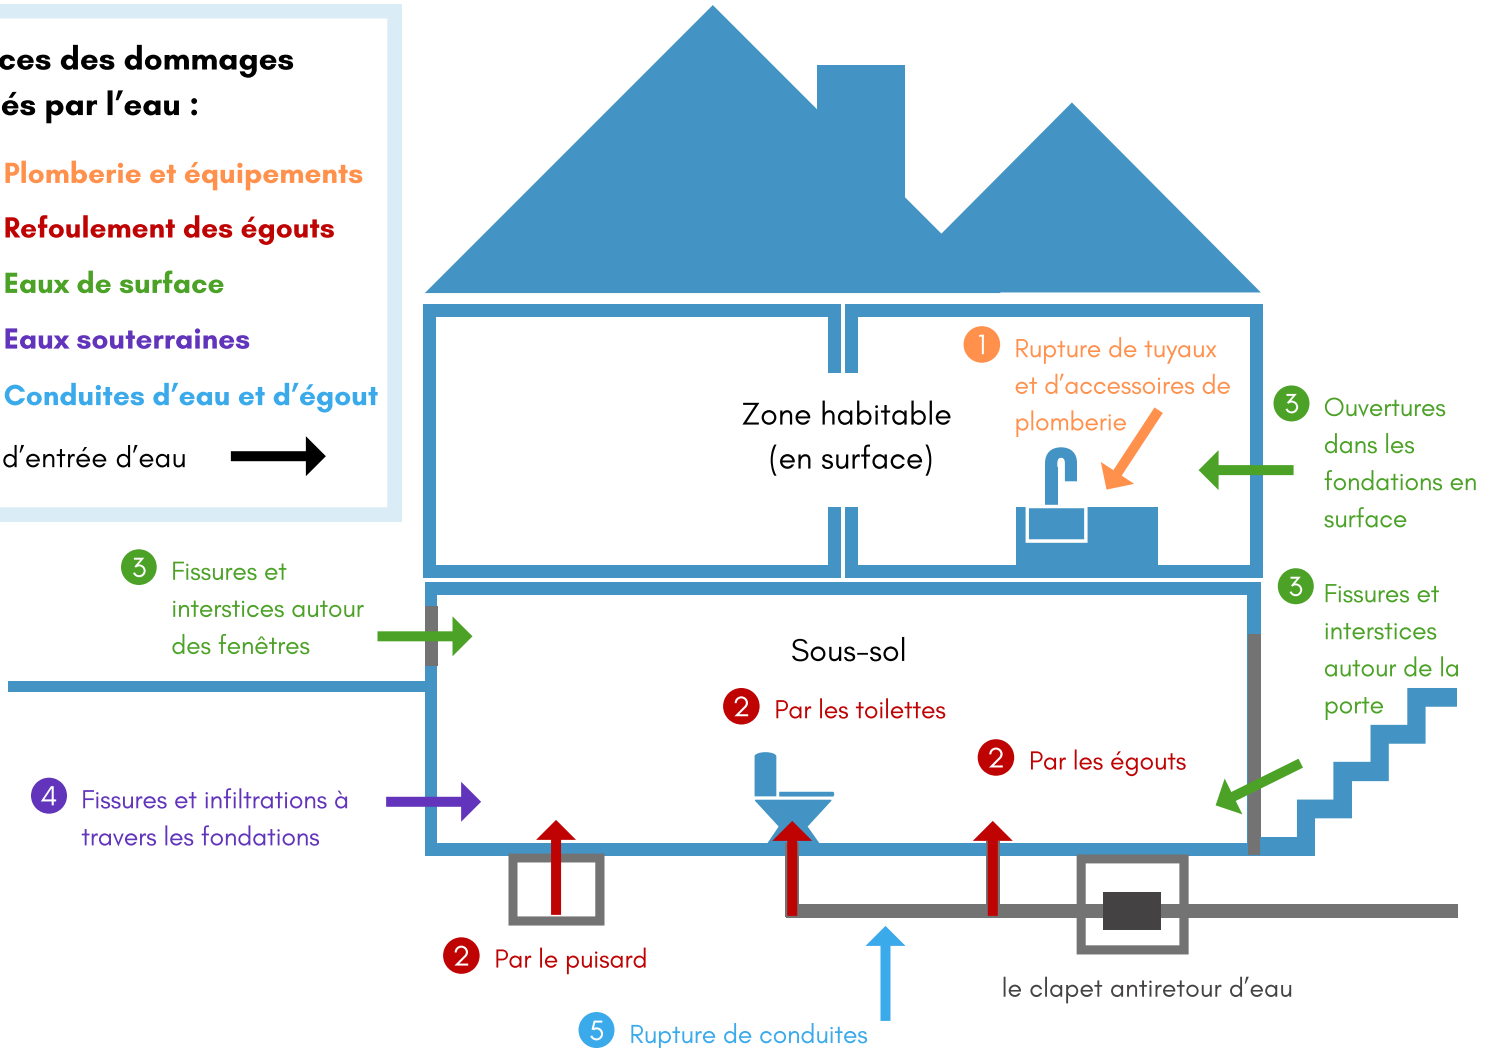 ces des dommages
és par l'eau :
Plomberie et équipements
Refoulement des égouts
Eaux de surface
Eaux souterraines
Conduites d'eau et d'égout
d'entrée d'eau
1 Rupture de tuyaux
et d'accessoires de
plomberie
Zone habitable
(en surface)
3 Ouvertures
dans les
fondations en
surface
3 Fissures et
interstices autour
des fenêtres
3 Fissures et
interstices
autour de la
porte
Sous-sol
2 Par les toilettes
2 Par les égouts
4 Fissures et infiltrations à
travers les fondations
2 Par le puisard
le clapet antiretour d'eau
5 Rupture de conduites